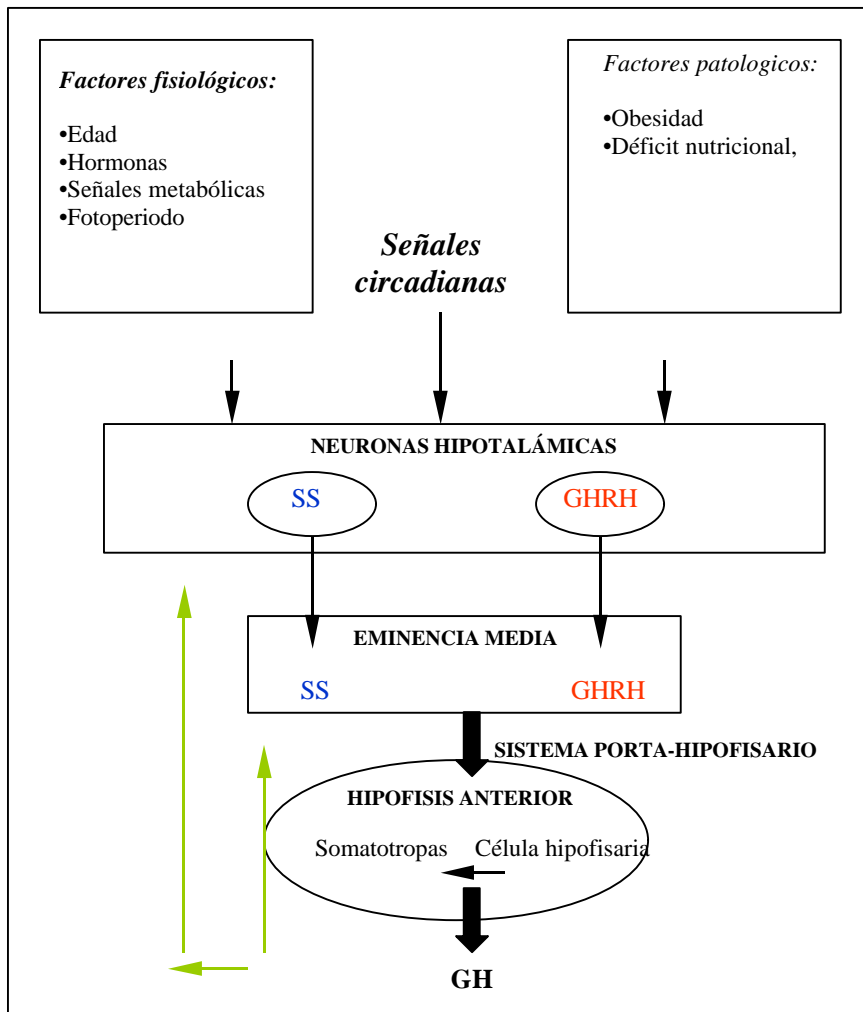 Factores fisiológicos:
•Edad
•Hormonas
•Señales metabólicas
•Fotoperiodo
Factores patologicos:
•Obesidad
•Déficit nutricional,
Señales
circadianas
NEURONAS HIPOTALÁMICAS
SS
GHRH
EMINENCIA MEDIA
SS
GHRH
SISTEMA PORTA-HIPOFISARIO
HIPOFISIS ANTERIOR
Somatotropas
Célula hipofisaria
GH